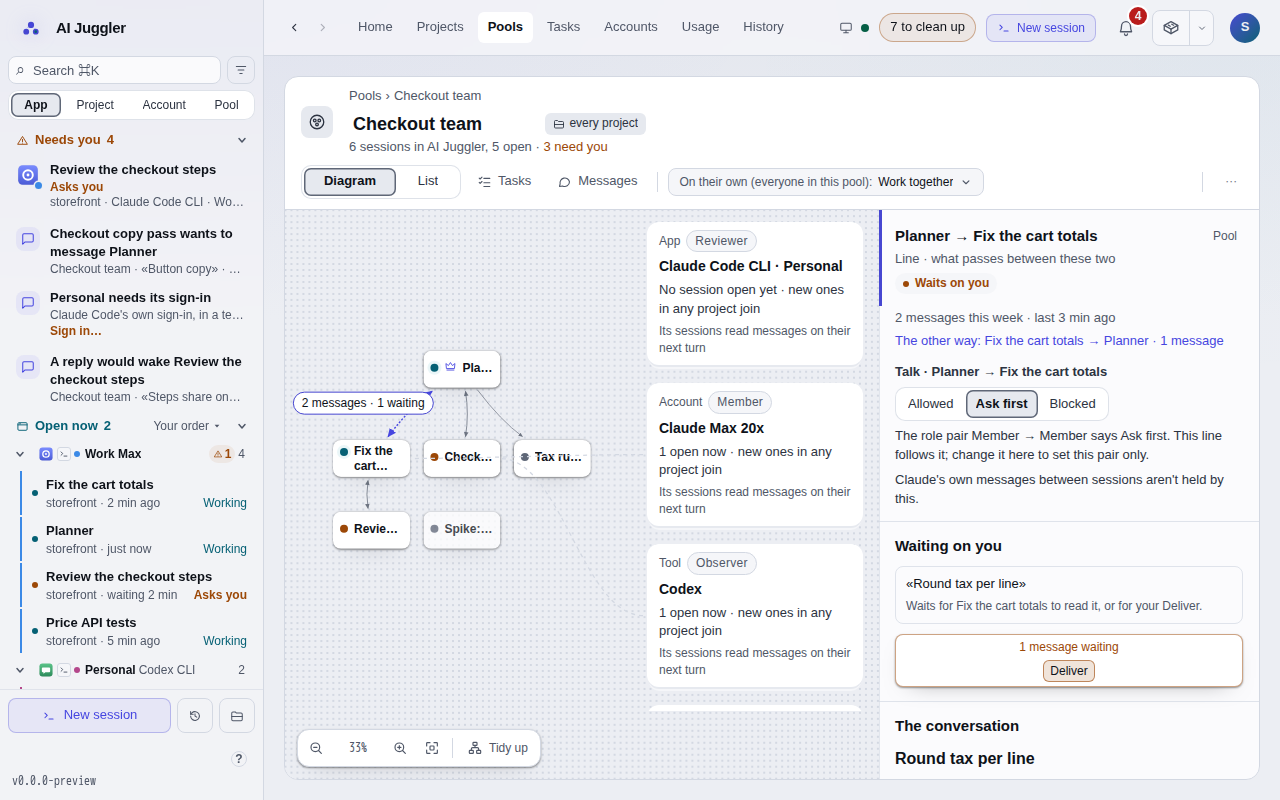 AI Juggler
Search ⌘K
App
Project
Account
Pool
Needs you 4
Review the checkout steps
Asks you
storefront · Claude Code CLI · Wo…
Checkout copy pass wants to
message Planner
Checkout team · «Button copy» · …
Personal needs its sign-in
Claude Code's own sign-in, in a te…
Sign in…
A reply would wake Review the
checkout steps
Checkout team · «Steps share on…
Open now 2
Your order
Work Max
1
4
Fix the cart totals
storefront · 2 min ago
Working
Planner
storefront · just now
Working
Review the checkout steps
storefront · waiting 2 min
Asks you
Price API tests
storefront · 5 min ago
Working
Personal Codex CLI
2
New session
?
v0.0.0-preview
Home
Projects
Pools
Tasks
Accounts
Usage
History
7 to clean up
New session
4
S
Pools › Checkout team
Checkout team
every project
6 sessions in AI Juggler, 5 open · 3 need you
Diagram
List
Tasks
Messages
On their own (everyone in this pool): Work together
Pla…
2 messages · 1 waiting
Fix the
cart…
Check…
Tax ru…
Revie…
Spike:…
App
Reviewer
Claude Code CLI · Personal
No session open yet · new ones
in any project join
Its sessions read messages on their
next turn
Account
Member
Claude Max 20x
1 open now · new ones in any
project join
Its sessions read messages on their
next turn
Tool
Observer
Codex
1 open now · new ones in any
project join
Its sessions read messages on their
next turn
33%
Tidy up
Planner → Fix the cart totals
Pool
Line · what passes between these two
Waits on you
2 messages this week · last 3 min ago
The other way: Fix the cart totals → Planner · 1 message
Talk · Planner → Fix the cart totals
Allowed
Ask first
Blocked
The role pair Member → Member says Ask first. This line
follows it; change it here to set this pair only.
Claude's own messages between sessions aren't held by
this.
Waiting on you
«Round tax per line»
Waits for Fix the cart totals to read it, or for your Deliver.
1 message waiting
Deliver
The conversation
Round tax per line